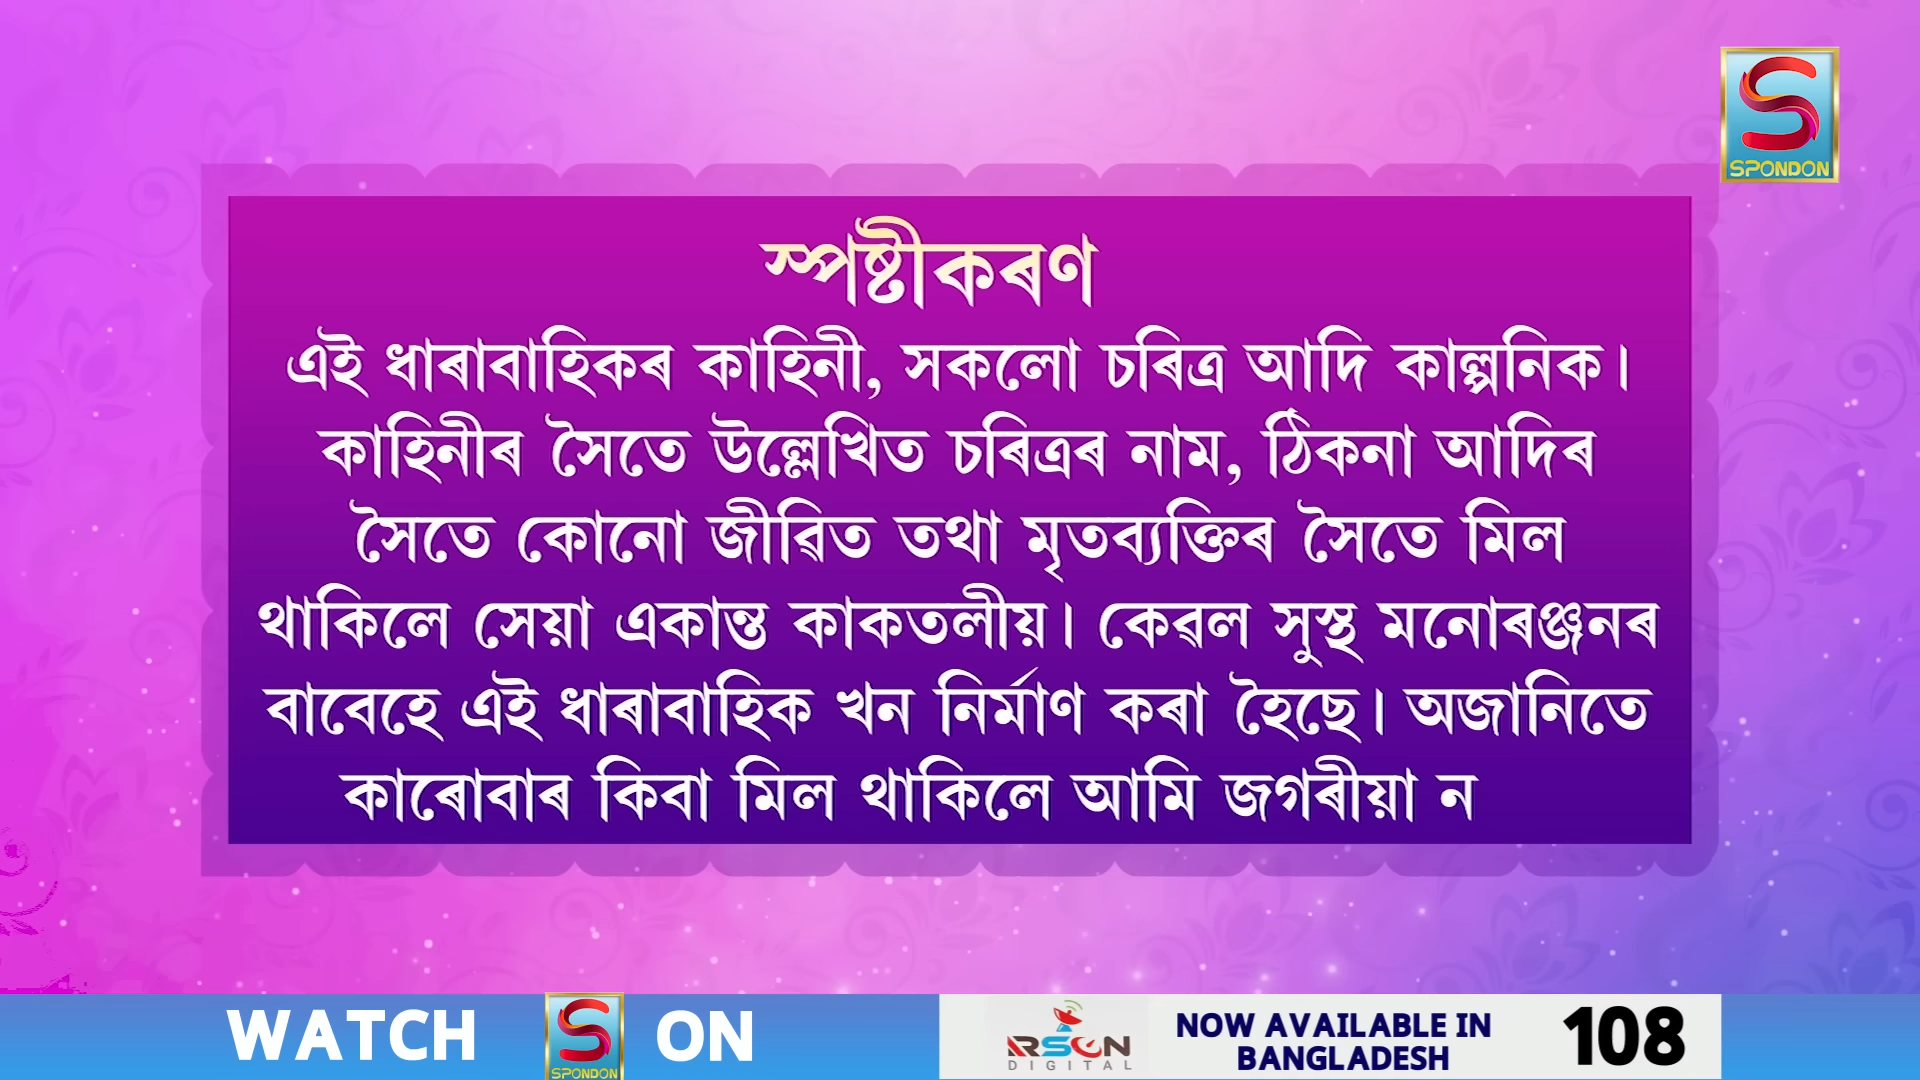 SPONDON
স্পষ্টীকৰণ
এই ধাৰাবাহিকৰ কাহিনী, সকলো চৰিত্ৰ আদি কাল্পনিক।
কাহিনীৰ সৈতে উল্লেখিত চৰিত্ৰৰ নাম, ঠিকনা আদিৰ
সৈতে কোনো জীৱিত তথা মৃতব্যক্তিৰ সৈতে মিল
থাকিলে সেয়া একান্ত কাকতলীয়। কেৱল সুস্থ মনোৰঞ্জনৰ
বাবেহে এই ধাৰাবাহিক খন নিৰ্মাণ কৰা হৈছে। অজানিতে
কাৰোবাৰ কিবা মিল থাকিলে আমি জগৰীয়া ন
WATCH SPONDON ON
DIGITAL
NOW AVAILABLE IN
BANGLADESH
108